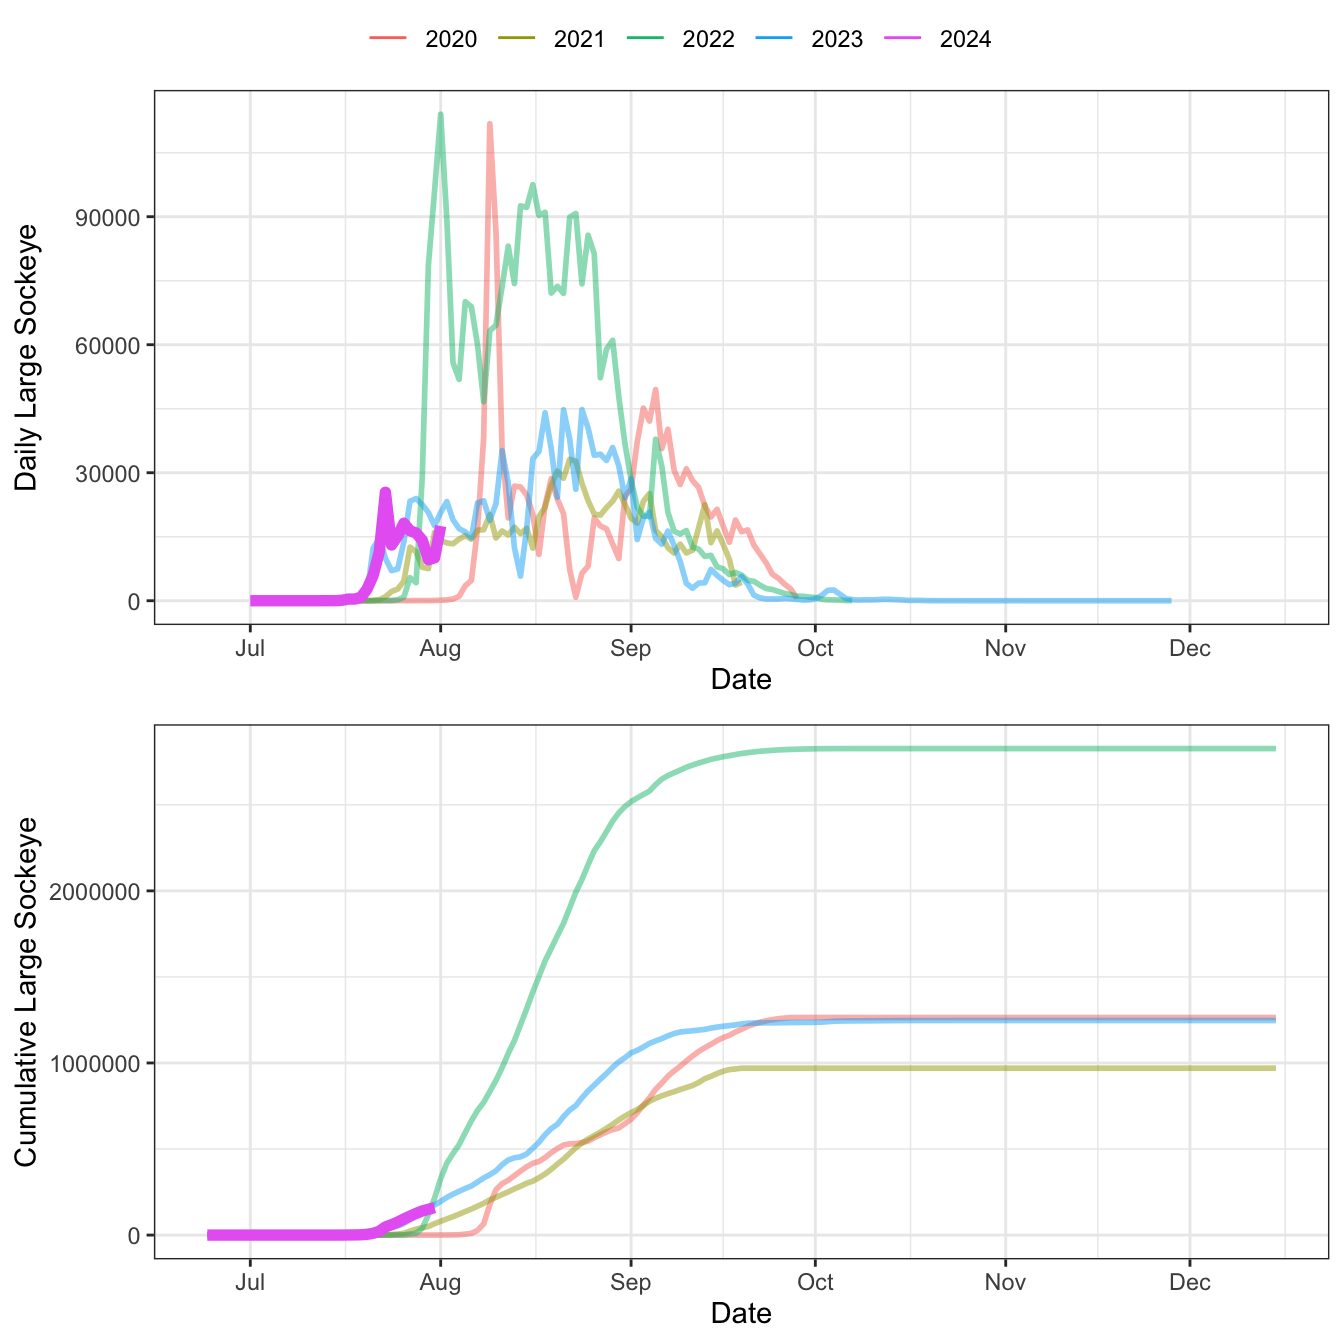 2020 2021 2022 2023 2024
Daily Large Sockeye
90000
60000
30000
0
Jul Aug Sep Oct Nov Dec
Date
Cumulative Large Sockeye
2000000
1000000
0
Jul Aug Sep Oct Nov Dec
Date